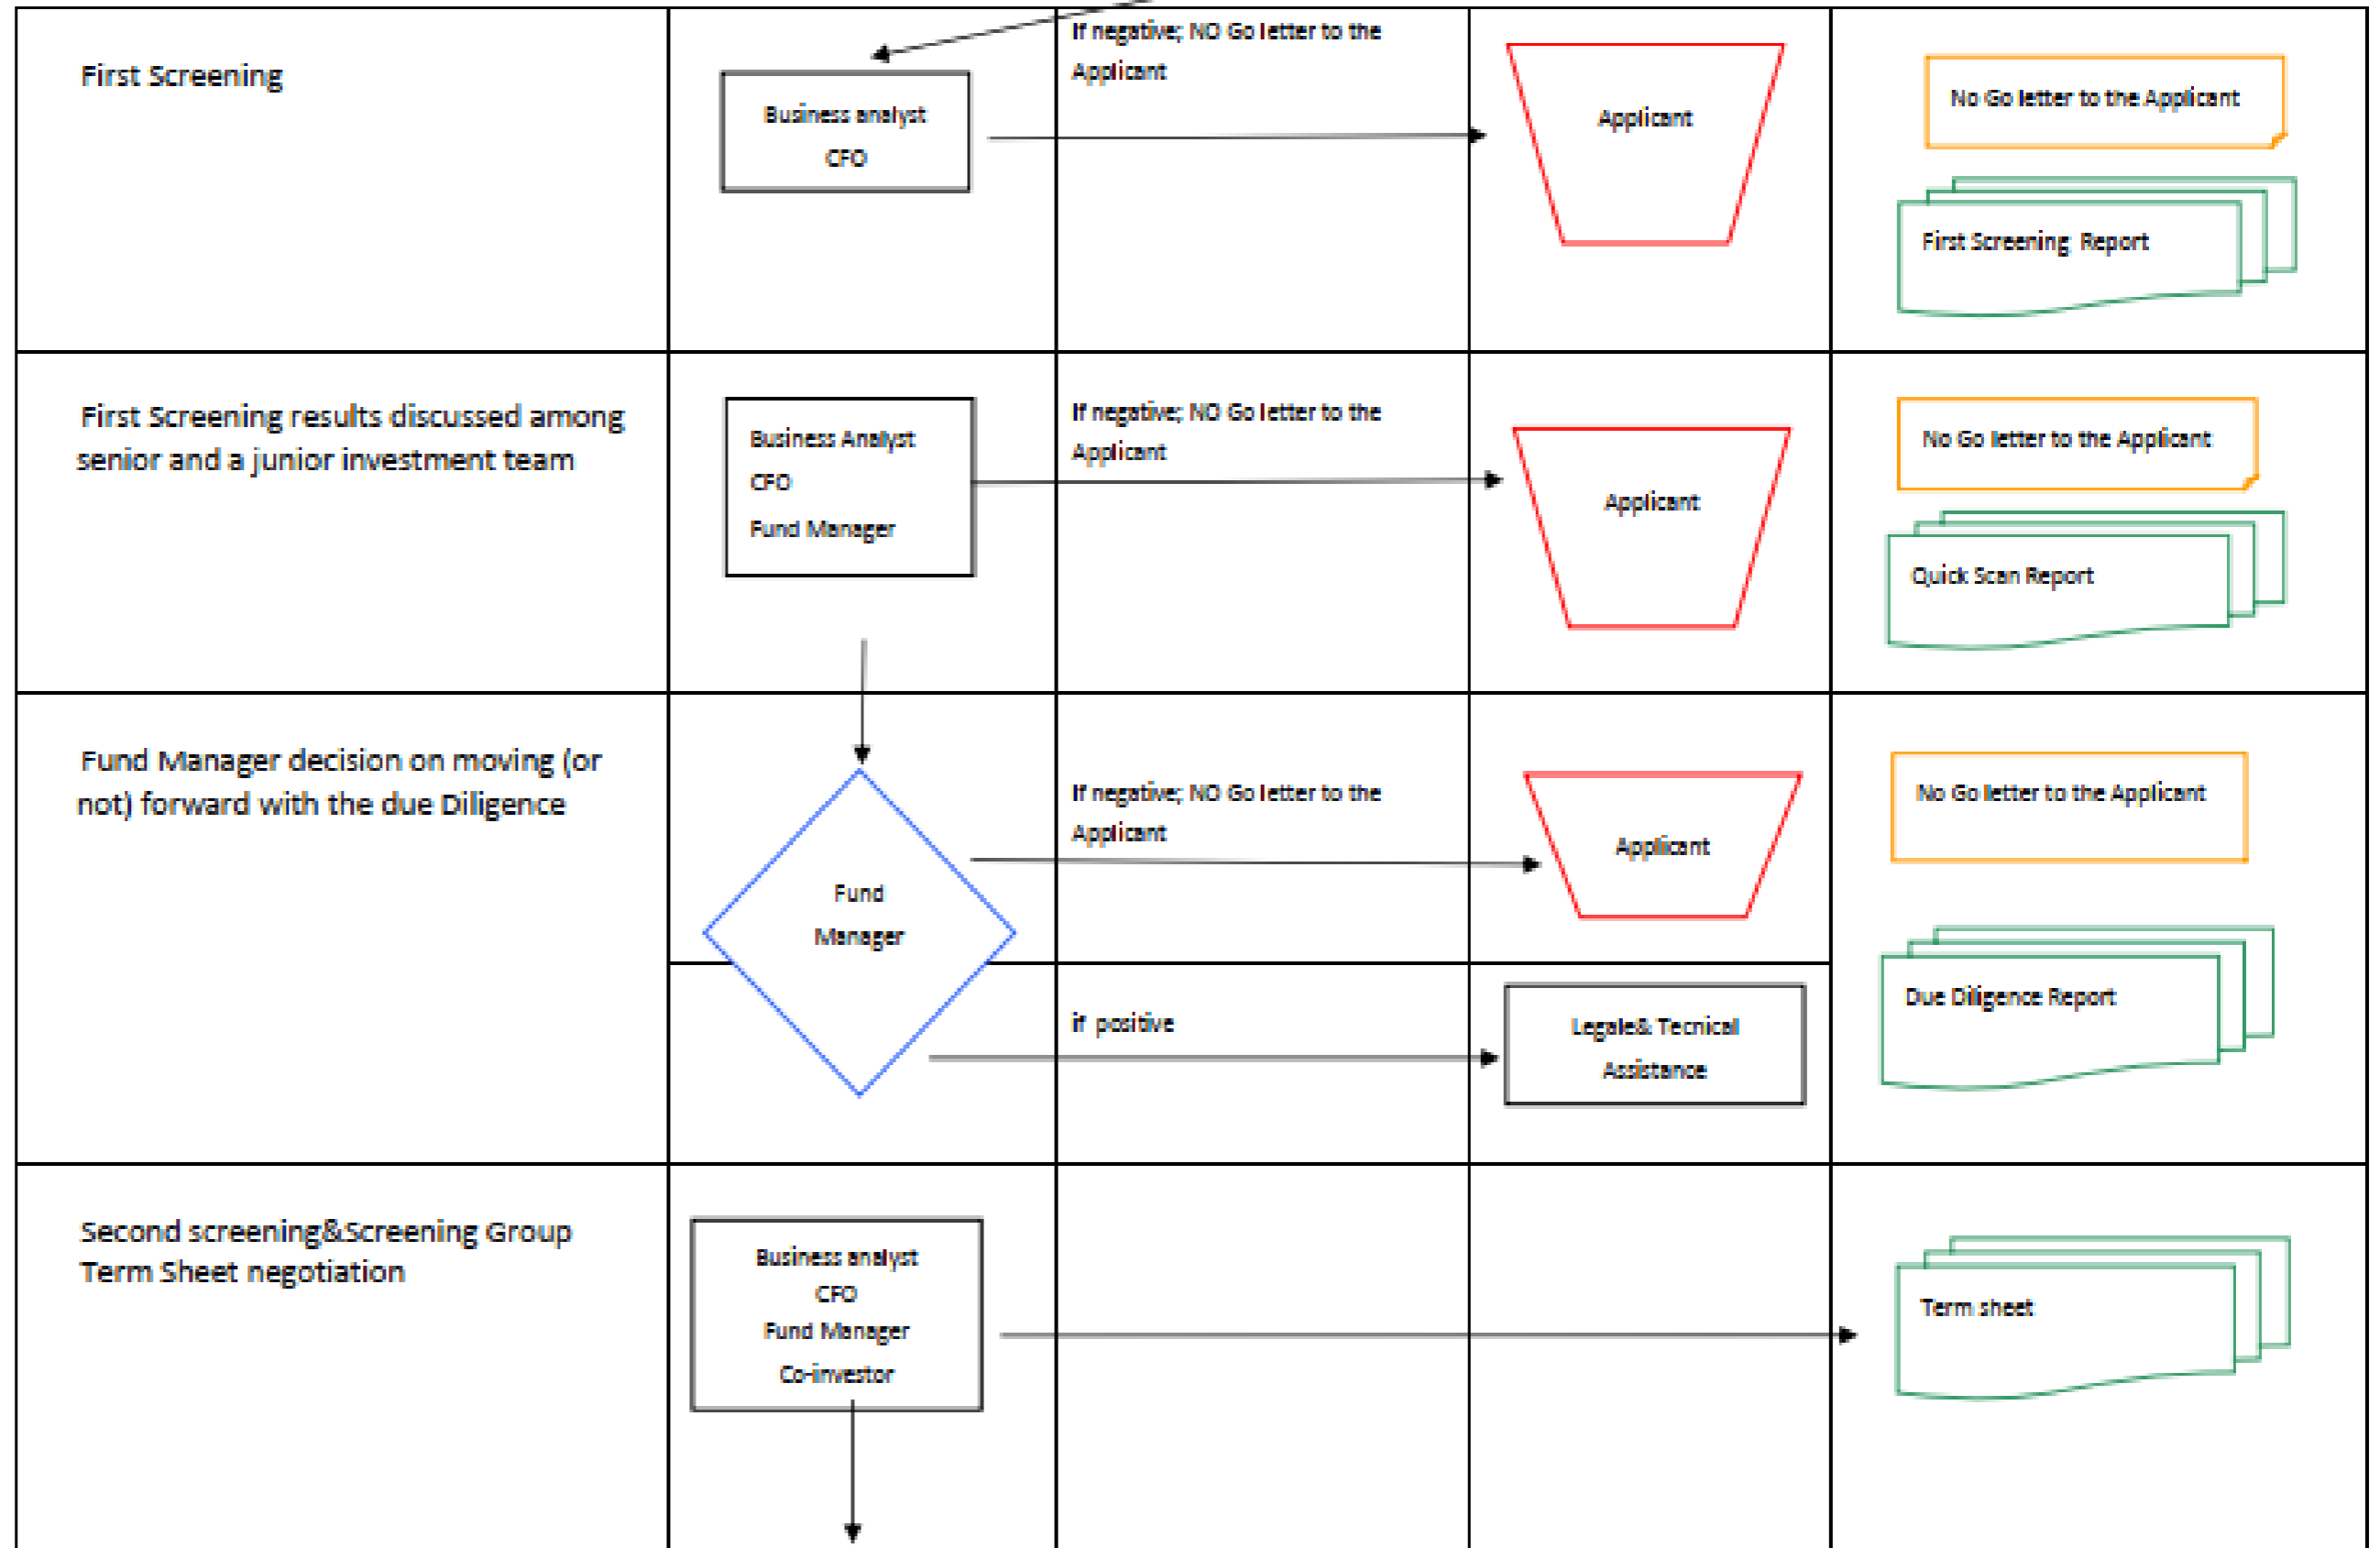 First Screening
Business analyst
CFO
If negative; NO Go letter to the
Applicant
Applicant
No Go letter to the Applicant
First Screening Report
First Screening results discussed among
senior and a junior investment team
Business Analyst
CFO
Fund Manager
If negative; NO Go letter to the
Applicant
Applicant
No Go letter to the Applicant
Quick Scan Report
Fund Manager decision on moving (or
not) forward with the due Diligence
Fund
Manager
If negative; NO Go letter to the
Applicant
Applicant
No Go letter to the Applicant
if positive
Legale& Tecnical
Assistance
Due Diligence Report
Second screening&Screening Group
Term Sheet negotiation
Business analyst
CFO
Fund Manager
Co-investor
Term sheet